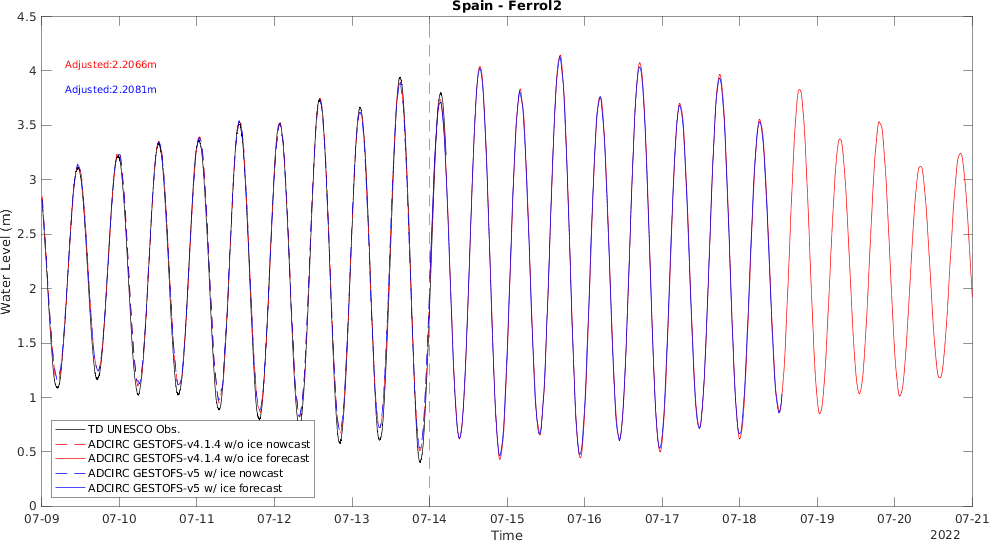 Spain - Ferrol2
4.5
4
3.5
3
2.5
2
1.5
1
0.5
0
Water Level (m)
Adjusted:2.2066m
Adjusted:2.2081m
TD UNESCO Obs.
ADCIRC GESTOFS-v4.1.4 w/o ice nowcast
ADCIRC GESTOFS-v4.1.4 w/o ice forecast
ADCIRC GESTOFS-v5 w/ ice nowcast
ADCIRC GESTOFS-v5 w/ ice forecast
07-09 07-10 07-11 07-12 07-13 07-14 07-15 07-16 07-17 07-18 07-19 07-20 07-21
Time
2022